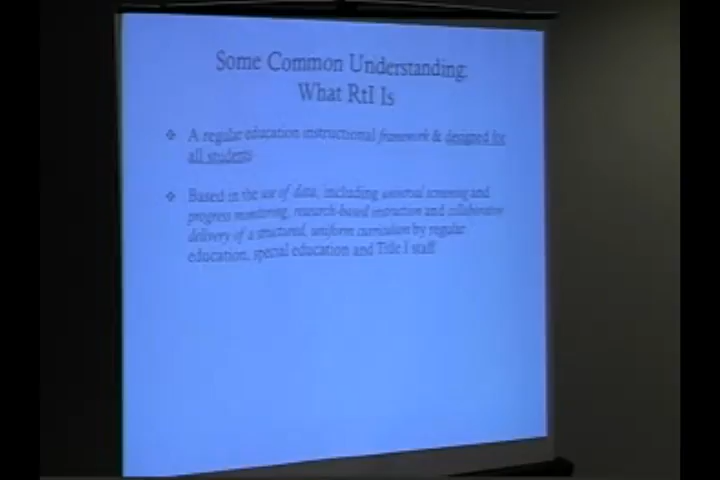 Some Common Understanding:
What RtI Is
A regular education instructional framework & designed for
all students
Based in the use of data, including universal screening and
progress monitoring, research-based instruction and collaborative
delivery of a structured, uniform curriculum by regular
education, special education and Title I staff